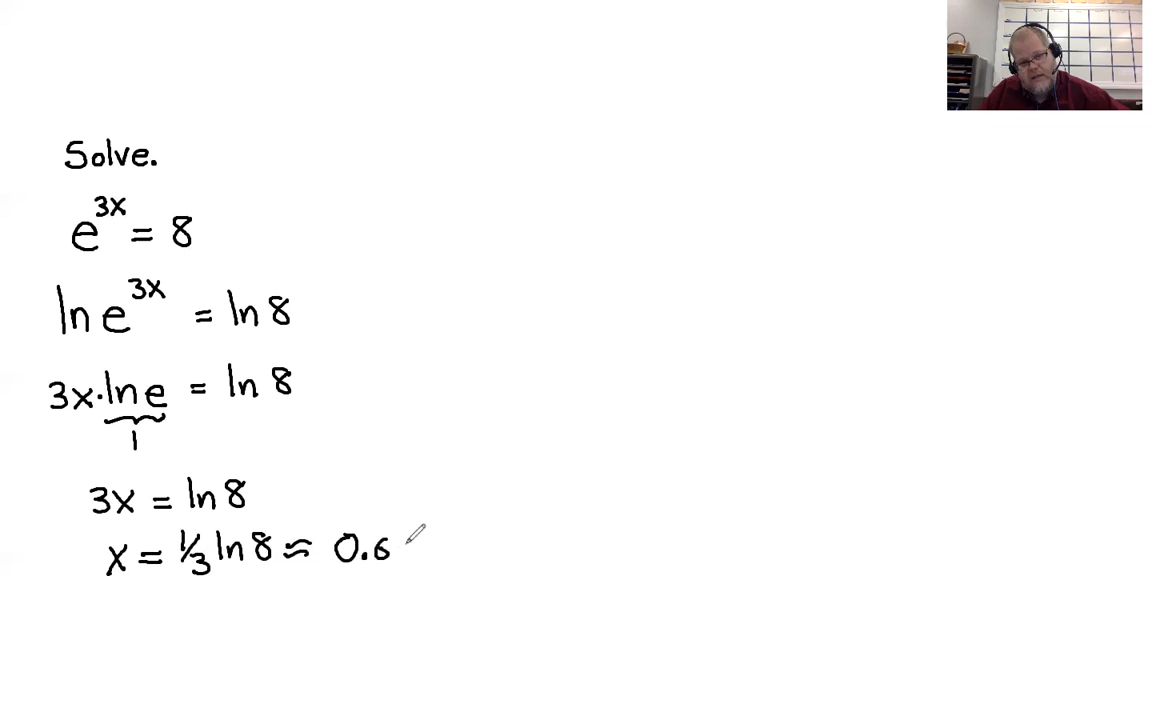 Solve.
e^{3x} = 8
ln e^{3x} = ln 8
3x·ln e = ln 8
1
3x = ln 8
x = 1/3 ln 8 ≈ 0.6